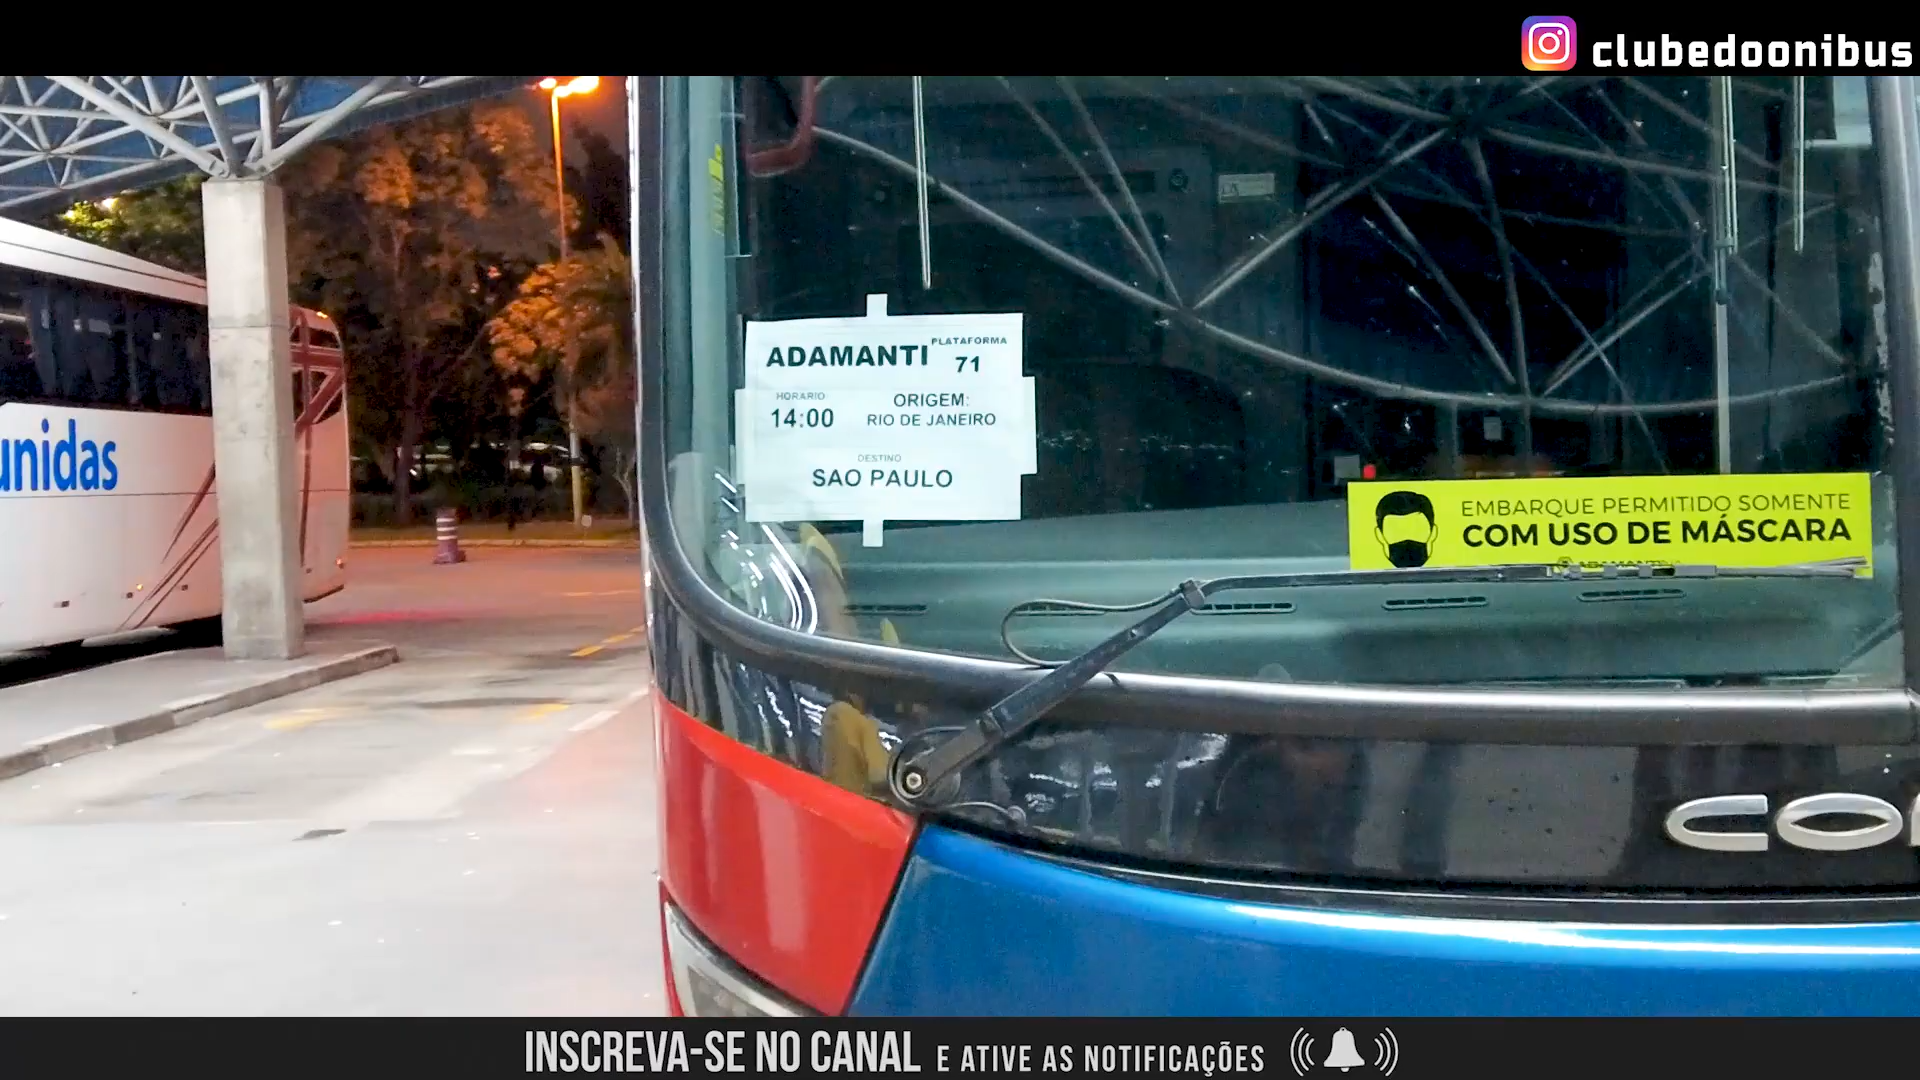 clubedoonibus
unidas
ADAMANTI
PLATAFORMA
71
HORARIO
14:00
ORIGEM:
RIO DE JANEIRO
DESTINO
SAO PAULO
EMBARQUE PERMITIDO SOMENTE
COM USO DE MÁSCARA
CO
INSCREVA-SE NO CANAL E ATIVE AS NOTIFICAÇÕES